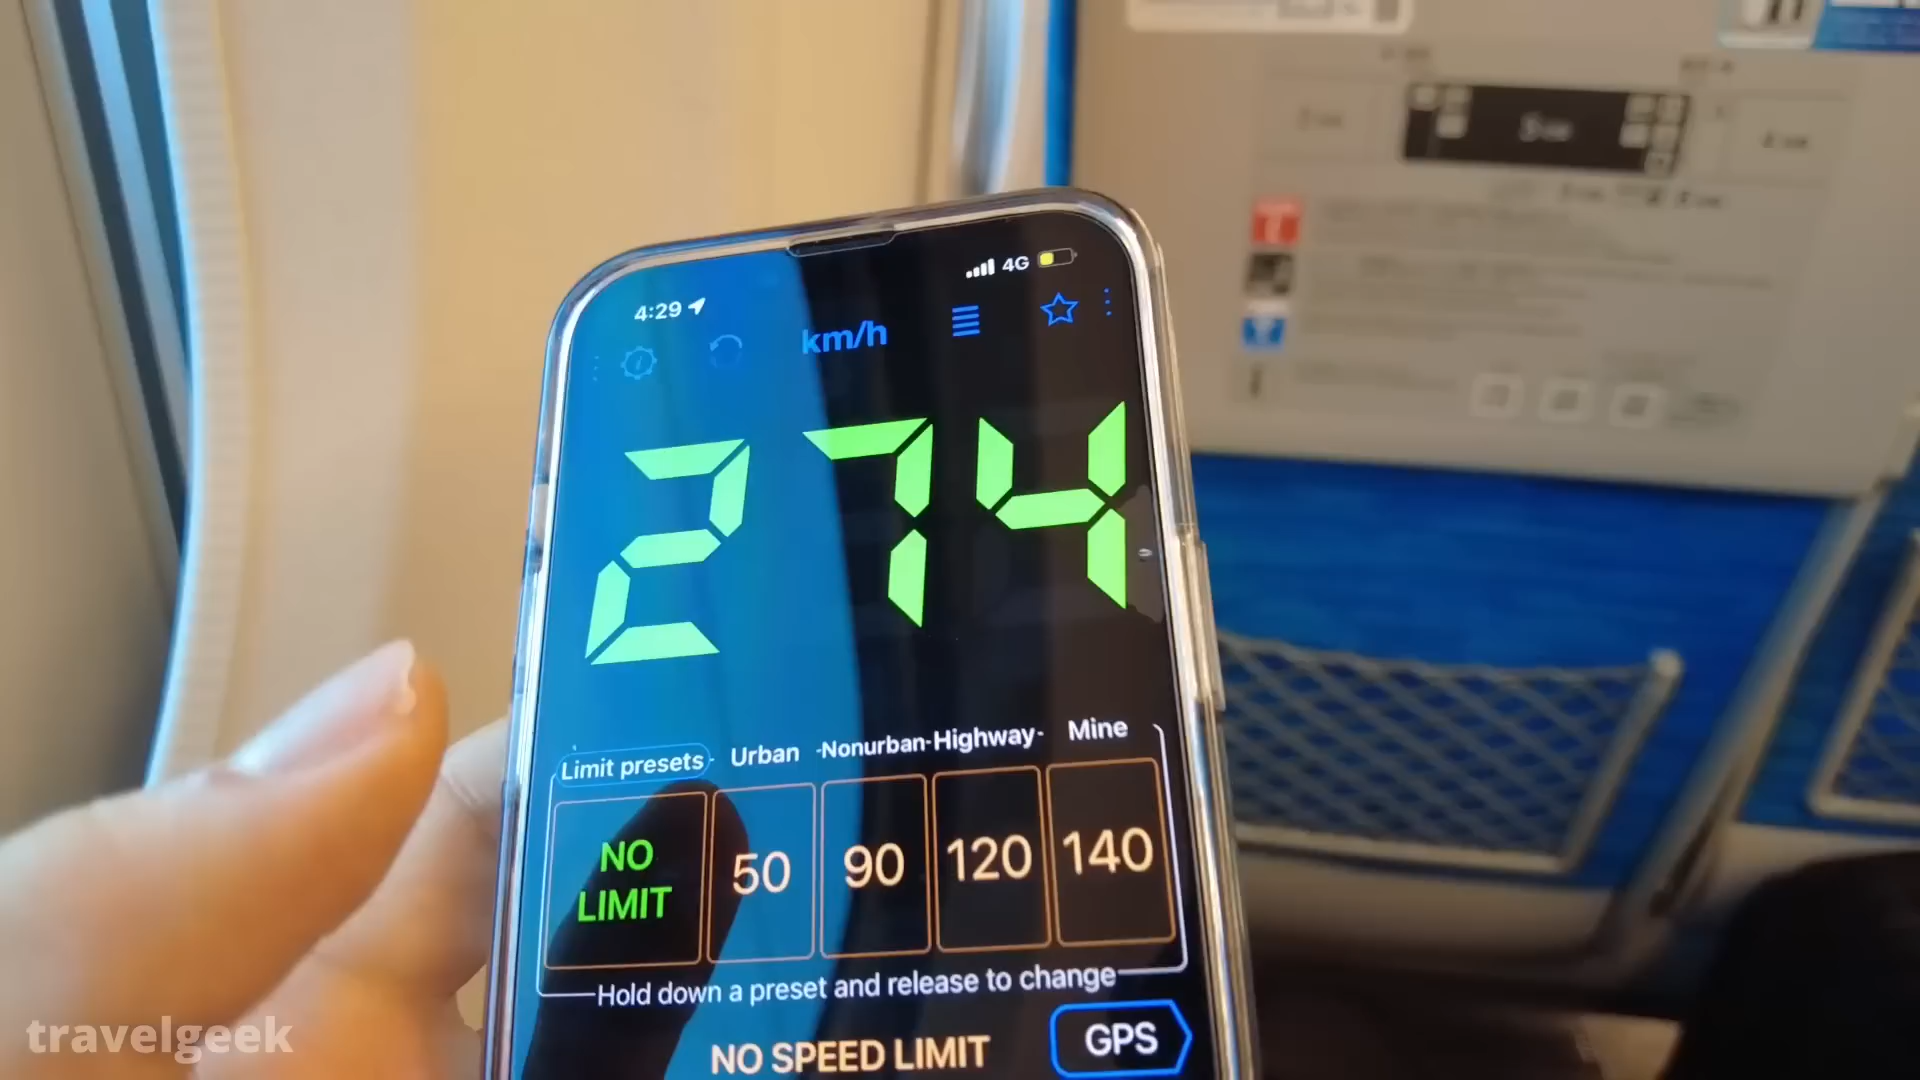 4:29
4G
km/h
274
Limit presets
Urban
Nonurban
Highway
Mine
NO
LIMIT
50
90
120
140
Hold down a preset and release to change
NO SPEED LIMIT
GPS
travelgeek